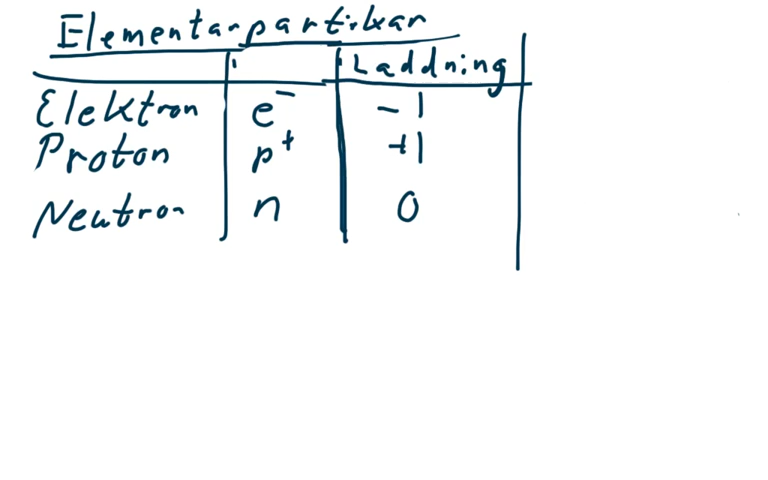 Elementarpartiklar
Laddning
Elektron e⁻ -1
Proton p⁺ +1
Neutron n 0